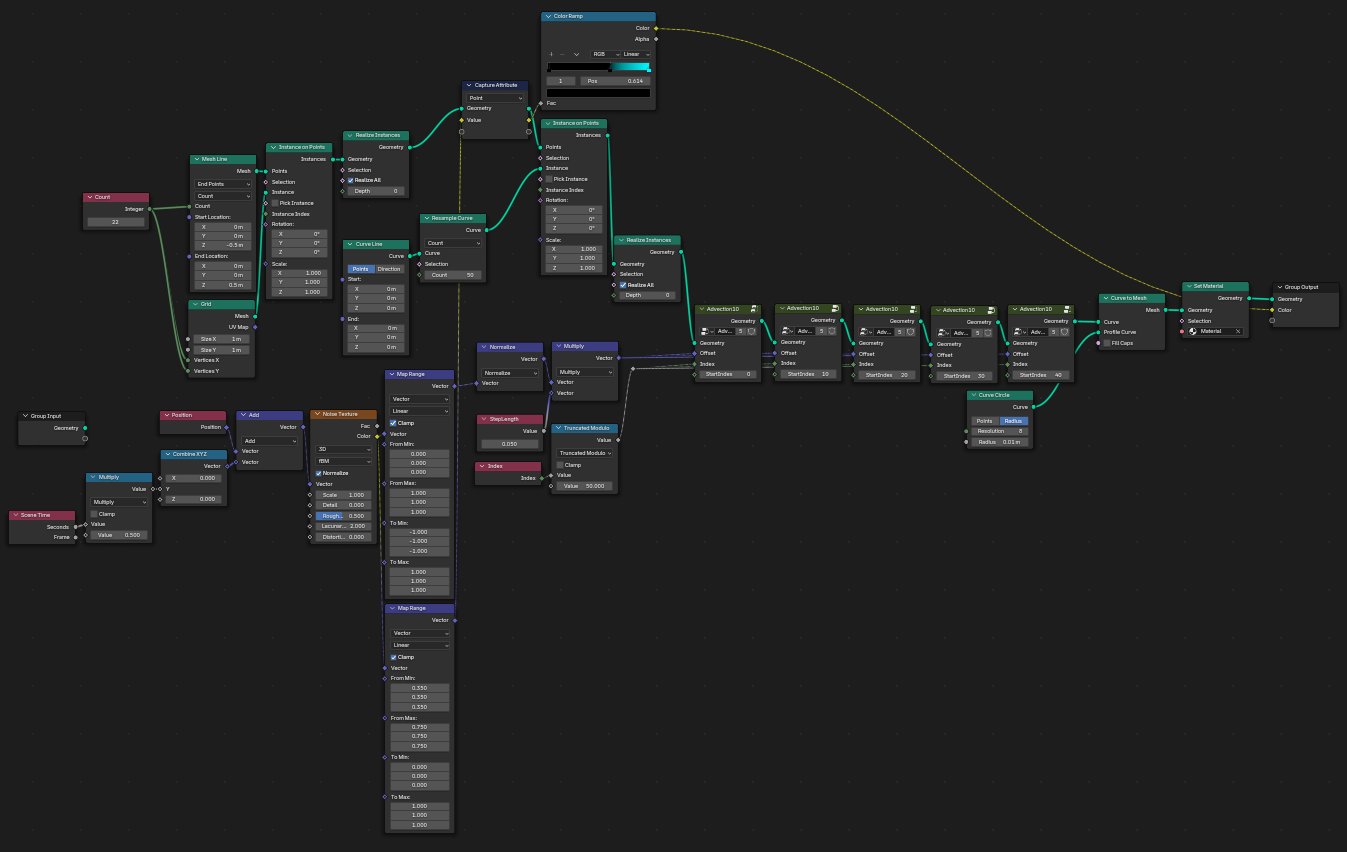 Color Ramp
Color
Alpha
RGB
Linear
1
Pos 0.614
Fac
Capture Attribute
Point
Geometry
Value
Instance on Points
Instances
Points
Selection
Instance
Pick Instance
Instance Index
Rotation:
X 0°
Y 0°
Z 0°
Scale:
X 1.000
Y 1.000
Z 1.000
Realize Instances
Geometry
Geometry
Selection
Realize All
Depth 0
Instance on Points
Instances
Points
Selection
Instance
Pick Instance
Instance Index
Rotation:
X 0°
Y 0°
Z 0°
Scale:
X 1.000
Y 1.000
Z 1.000
Mesh Line
Mesh
End Points
Count
Count
Start Location:
X 0 m
Y 0 m
Z -0.5 m
End Location:
X 0 m
Y 0 m
Z 0.5 m
Count
Integer
22
Grid
Mesh
UV Map
Size X 1 m
Size Y 1 m
Vertices X
Vertices Y
Resample Curve
Curve
Count
Curve
Selection
Count 50
Curve Line
Curve
Points Direction
Start:
X 0 m
Y 0 m
Z 0 m
End:
X 0 m
Y 0 m
Z 0 m
Realize Instances
Geometry
Geometry
Selection
Realize All
Depth 0
Advection10
Geometry
Adv... 5
Geometry
Offset
Index
StartIndex 0
Advection10
Geometry
Adv... 5
Geometry
Offset
Index
StartIndex 10
Advection10
Geometry
Adv... 5
Geometry
Offset
Index
StartIndex 20
Advection10
Geometry
Adv... 5
Geometry
Offset
Index
StartIndex 30
Advection10
Geometry
Adv... 5
Geometry
Offset
Index
StartIndex 40
Curve to Mesh
Mesh
Curve
Profile Curve
Fill Caps
Set Material
Geometry
Geometry
Selection
Material
Group Output
Geometry
Color
Curve Circle
Curve
Points Radius
Resolution 8
Radius 0.01 m
Normalize
Vector
Normalize
Vector
Multiply
Vector
Multiply
Vector
Vector
StepLength
Value
0.050
Index
Index
Truncated Modulo
Value
Truncated Modulo
Clamp
Value
Value 50.000
Map Range
Vector
Vector
Linear
Clamp
Vector
From Min:
0.000
0.000
0.000
From Max:
1.000
1.000
1.000
To Min:
-1.000
-1.000
-1.000
To Max:
1.000
1.000
1.000
Map Range
Vector
Vector
Linear
Clamp
Vector
From Min:
0.350
0.350
0.350
From Max:
0.750
0.750
0.750
To Min:
0.000
0.000
0.000
To Max:
1.000
1.000
1.000
Group Input
Geometry
Position
Position
Add
Vector
Add
Vector
Vector
Noise Texture
Fac
Color
3D
fBM
Normalize
Vector
Scale 1.000
Detail 0.000
Rough... 0.500
Lacunar... 2.000
Distorti... 0.000
Combine XYZ
Vector
X 0.000
Y
Z 0.000
Multiply
Value
Multiply
Clamp
Value
Value 0.500
Scene Time
Seconds
Frame